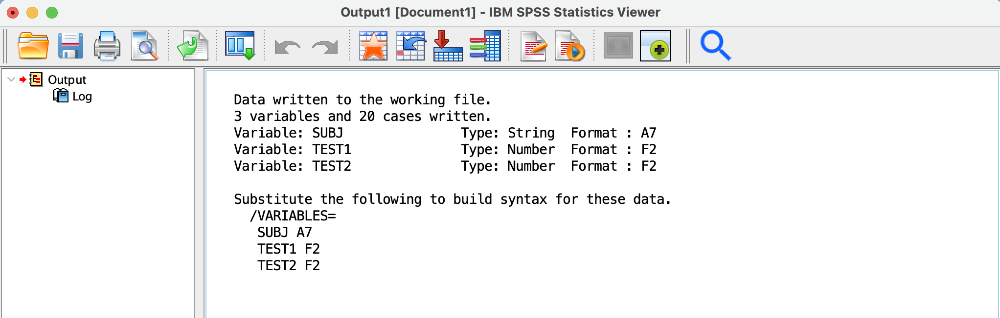 Output1 [Document1] - IBM SPSS Statistics Viewer
Output
Log
Data written to the working file.
3 variables and 20 cases written.
Variable: SUBJ               Type: String  Format : A7
Variable: TEST1              Type: Number  Format : F2
Variable: TEST2              Type: Number  Format : F2
Substitute the following to build syntax for these data.
/VARIABLES=
SUBJ A7
TEST1 F2
TEST2 F2